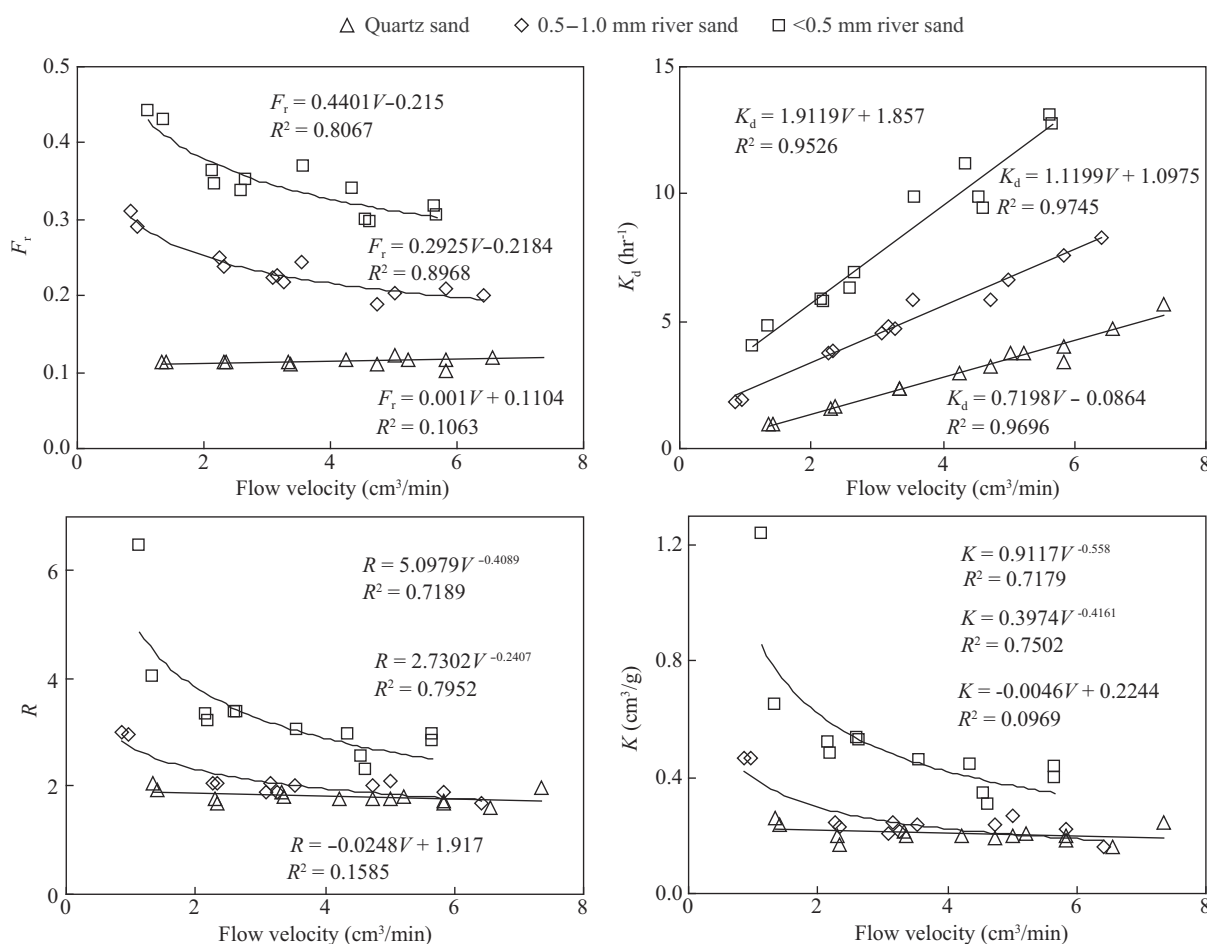 Quartz sand 0.5–1.0 mm river sand <0.5 mm river sand
0.5
0.4
0.3
0.2
0.1
0.0
Fr
Fr = 0.4401V–0.215
R² = 0.8067
Fr = 0.2925V–0.2184
R² = 0.8968
Fr = 0.001V + 0.1104
R² = 0.1063
0 2 4 6 8
Flow velocity (cm³/min)
15
10
5
0
Kd (hr⁻¹)
Kd = 1.9119V + 1.857
R² = 0.9526
Kd = 1.1199V + 1.0975
R² = 0.9745
Kd = 0.7198V – 0.0864
R² = 0.9696
0 2 4 6 8
Flow velocity (cm³/min)
6
4
2
0
R
R = 5.0979V –0.4089
R² = 0.7189
R = 2.7302V –0.2407
R² = 0.7952
R = –0.0248V + 1.917
R² = 0.1585
0 2 4 6 8
Flow velocity (cm³/min)
1.2
0.8
0.4
0.0
K (cm³/g)
K = 0.9117V -0.558
R² = 0.7179
K = 0.3974V -0.4161
R² = 0.7502
K = -0.0046V + 0.2244
R² = 0.0969
0 2 4 6 8
Flow velocity (cm³/min)